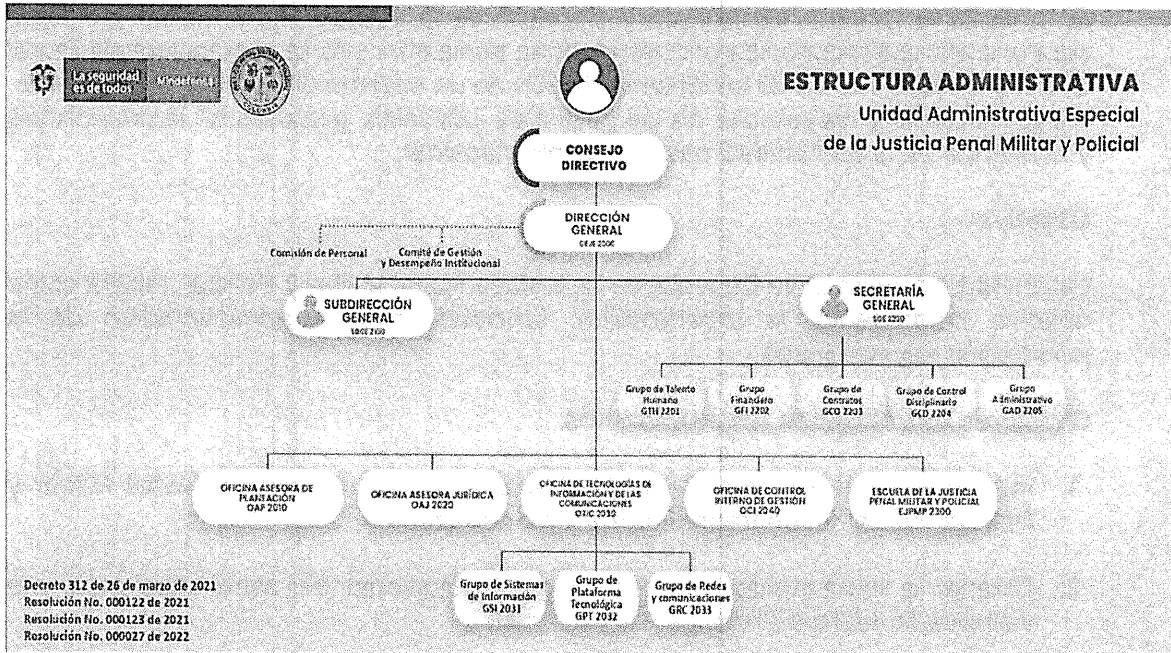 La seguridad
es de todos
Mindefensa
ESTRUCTURA ADMINISTRATIVA
Unidad Administrativa Especial
de la Justicia Penal Militar y Policial
CONSEJO
DIRECTIVO
DIRECCIÓN
GENERAL
Comisión de Personal
Comité de Gestión
y Desempeño Institucional
SUBDIRECCIÓN
GENERAL
SECRETARÍA
GENERAL
Grupo de Talento
Humano
GTH 2201
Grupo
Financiero
GFI 2202
Grupo de
Contratos
GCO 2203
Grupo de Control
Disciplinario
GCD 2204
Grupo
Administrativo
GAD 2205
OFICINA ASESORA DE
PLANEACIÓN
OAP 2010
OFICINA ASESORA JURÍDICA
OAJ 2020
OFICINA DE TECNOLOGÍAS DE
INFORMACIÓN Y DE LAS
COMUNICACIONES
OTIC 2030
OFICINA DE CONTROL
INTERNO DE GESTIÓN
OCI 2040
ESCUELA DE LA JUSTICIA
PENAL MILITAR Y POLICIAL
EJPMP 2300
Grupo de Sistemas
de Información
GSI 2031
Grupo de
Plataforma
Tecnológica
GPT 2032
Grupo de Redes
y comunicaciones
GRC 2033
Decreto 312 de 26 de marzo de 2021
Resolución No. 000122 de 2021
Resolución No. 000123 de 2021
Resolución No. 000027 de 2022